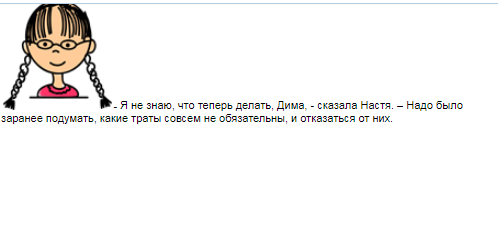 - Я не знаю, что теперь делать, Дима, - сказала Настя. – Надо было
заранее подумать, какие траты совсем не обязательны, и отказаться от них.